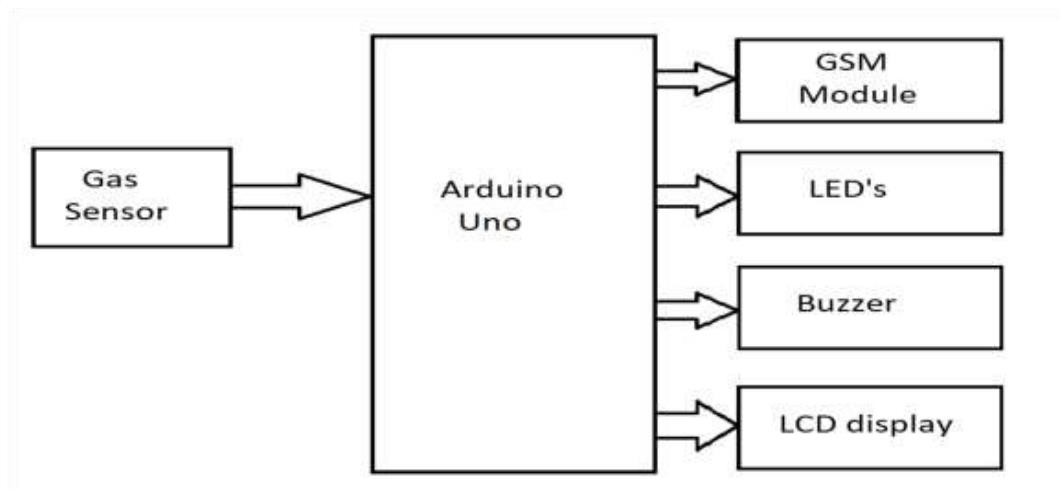 Gas
Sensor
Arduino
Uno
GSM
Module
LED's
Buzzer
LCD display